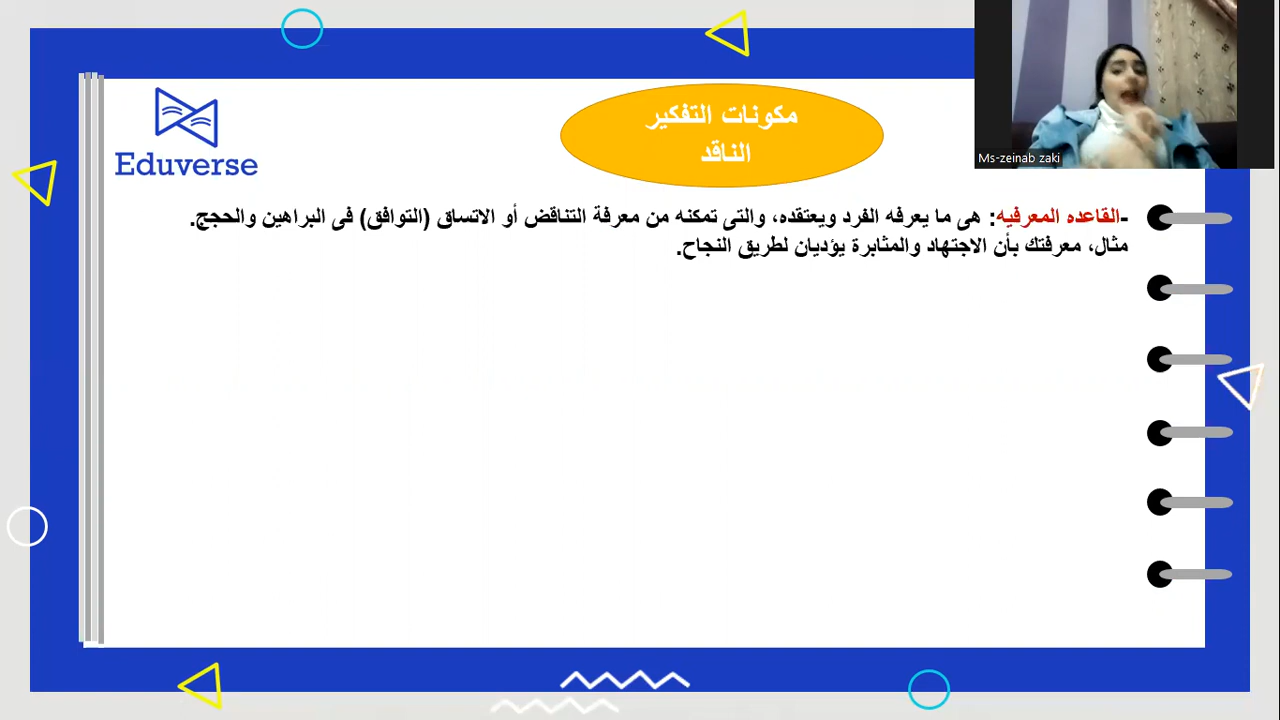 Eduverse
مكونات التفكير
الناقد
Ms-zeinab zaki
-القاعده المعرفيه: هى ما يعرفه الفرد ويعتقده، والتى تمكنه من معرفة التناقض أو الاتساق (التوافق) فى البراهين والحجج.
مثال، معرفتك بأن الاجتهاد والمثابرة يؤديان لطريق النجاح.